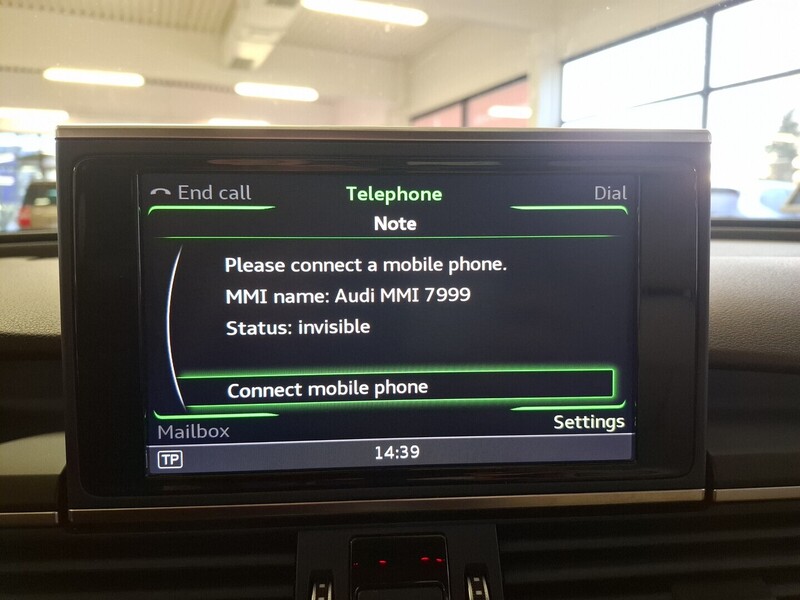 End call
Telephone
Dial
Note
Please connect a mobile phone.
MMI name: Audi MMI 7999
Status: invisible
Connect mobile phone
Mailbox
Settings
TP
14:39